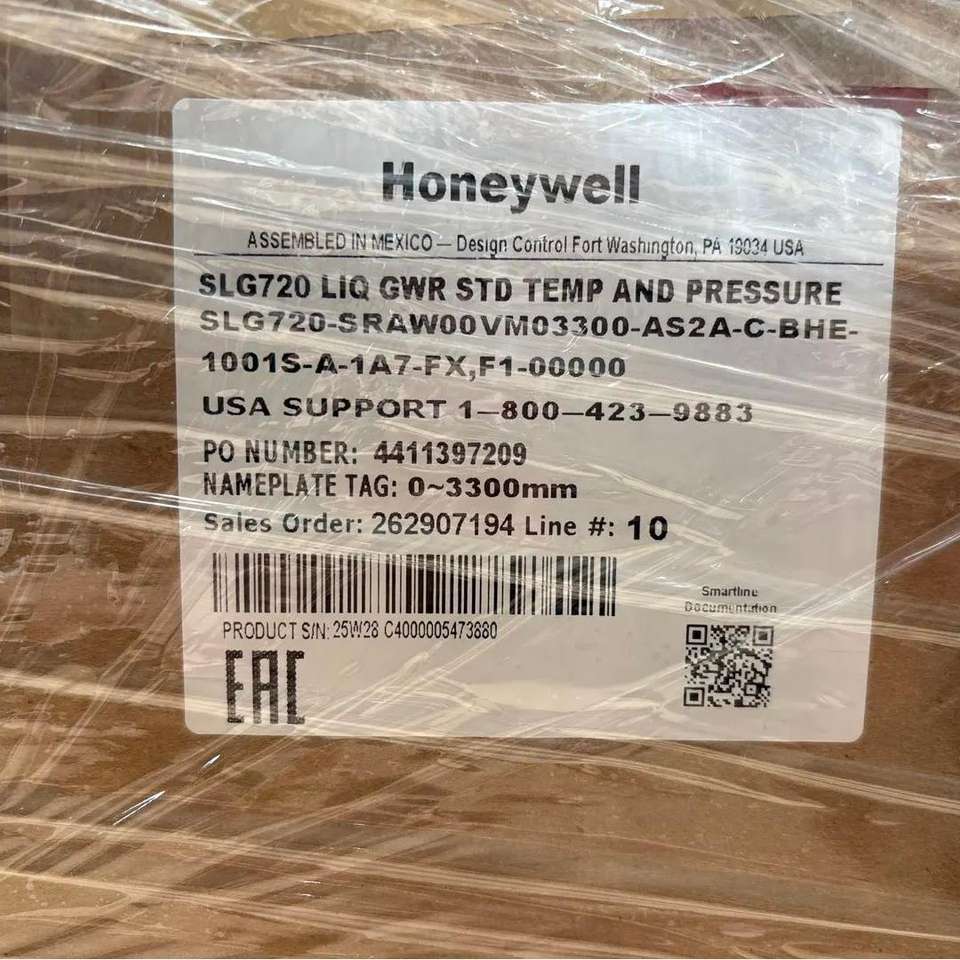 Honeywell
ASSEMBLED IN MEXICO — Design Control Fort Washington, PA 19034 USA
SLG720 LIQ GWR STD TEMP AND PRESSURE
SLG720-SRAW00VM03300-AS2A-C-BHE-
1001S-A-1A7-FX,F1-00000
USA SUPPORT 1—800—423—9883
PO NUMBER: 4411397209
NAMEPLATE TAG: 0~3300mm
Sales Order: 262907194 Line #: 10
Smartline
Documentation
PRODUCT S/N: 25W28 C4000005473880
EAC